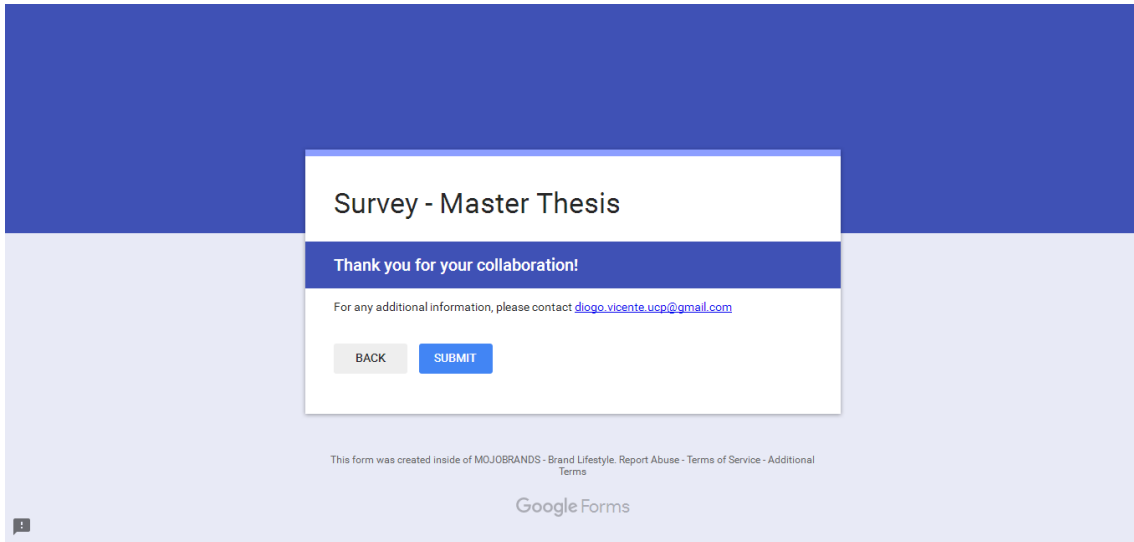 Survey - Master Thesis
Thank you for your collaboration!
For any additional information, please contact diogo.vicente.ucp@gmail.com
BACK
SUBMIT
This form was created inside of MOJOBRANDS - Brand Lifestyle. Report Abuse - Terms of Service - Additional
Terms
Google Forms